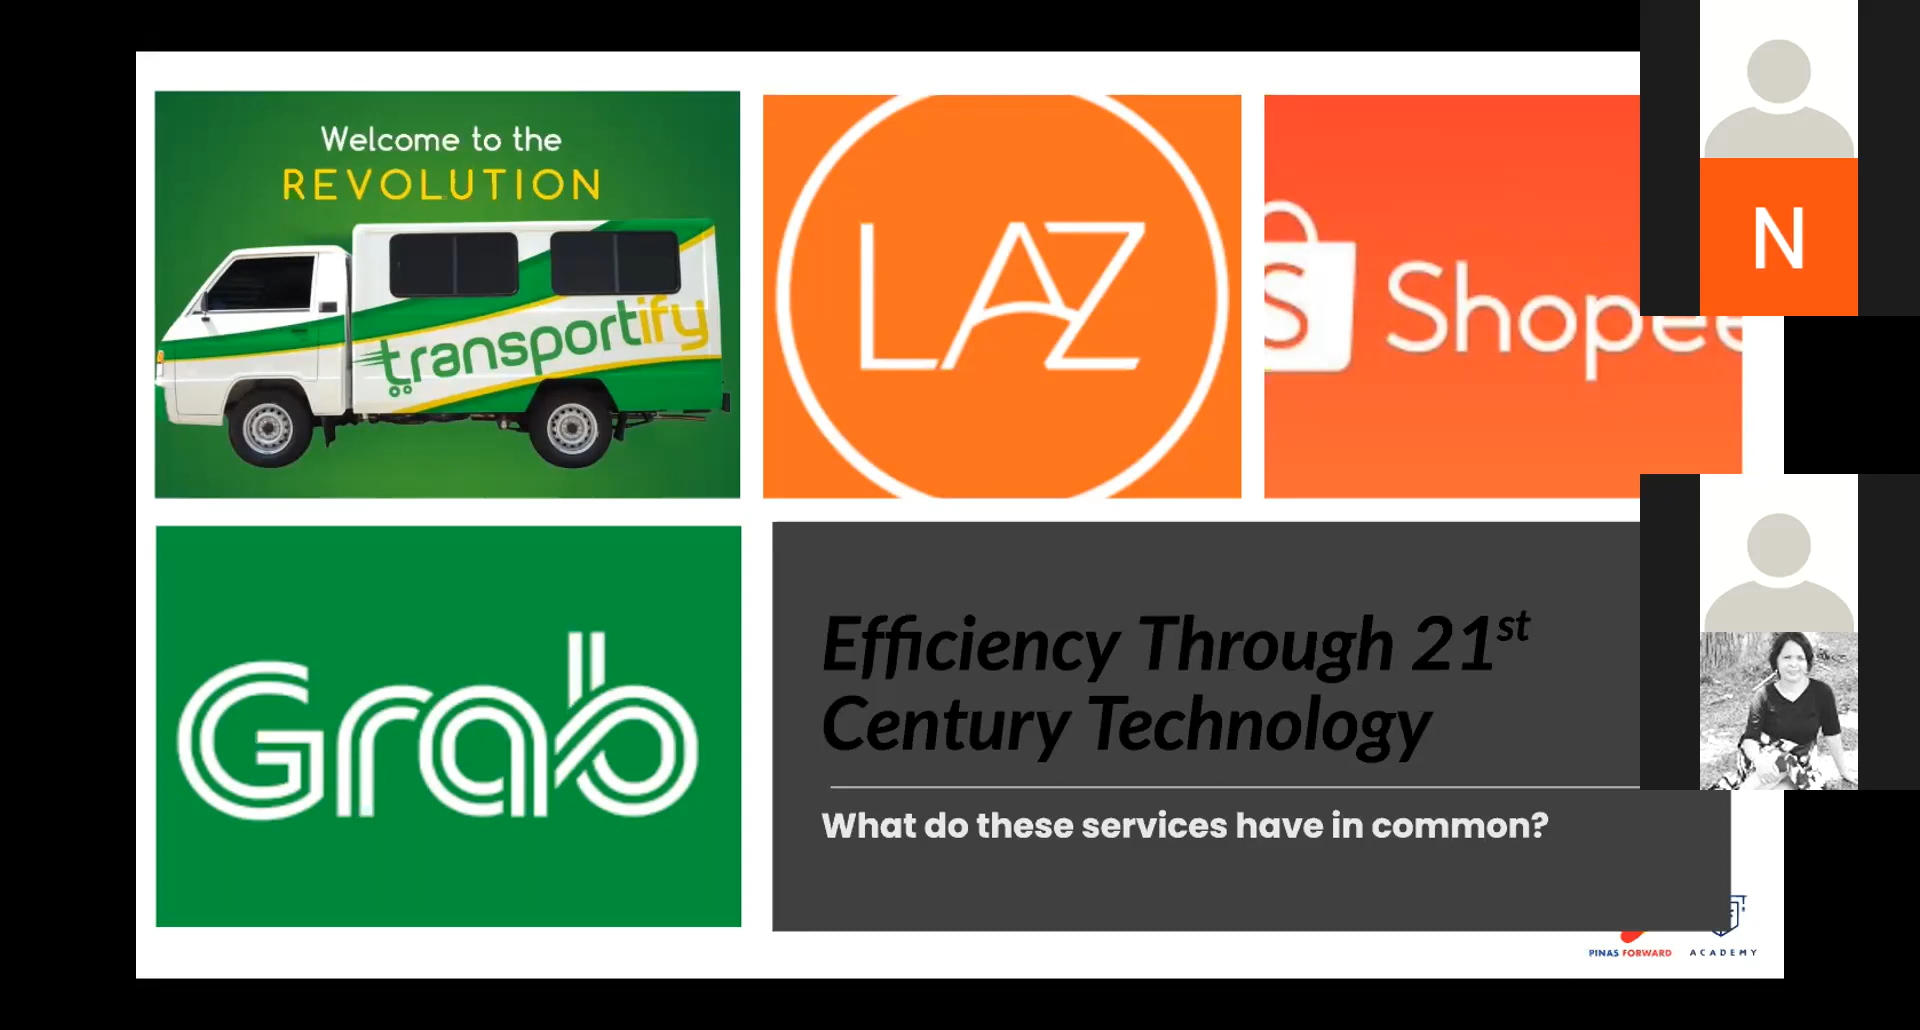 Welcome to the
REVOLUTION
transportify
LAZ
S Shopee
N
Grab
Efficiency Through 21st
Century Technology
What do these services have in common?
PINAS FORWARD ACADEMY